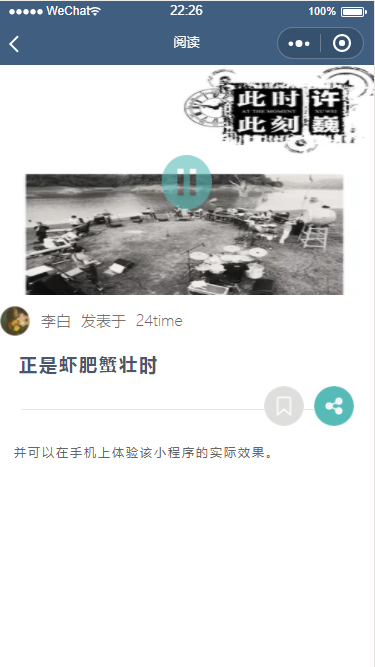 WeChat 22:26 100%
阅读
此时 许
AT THE MOMENT XU WEI
此刻 巍
李白 发表于 24time
正是虾肥蟹壮时
并可以在手机上体验该小程序的实际效果。